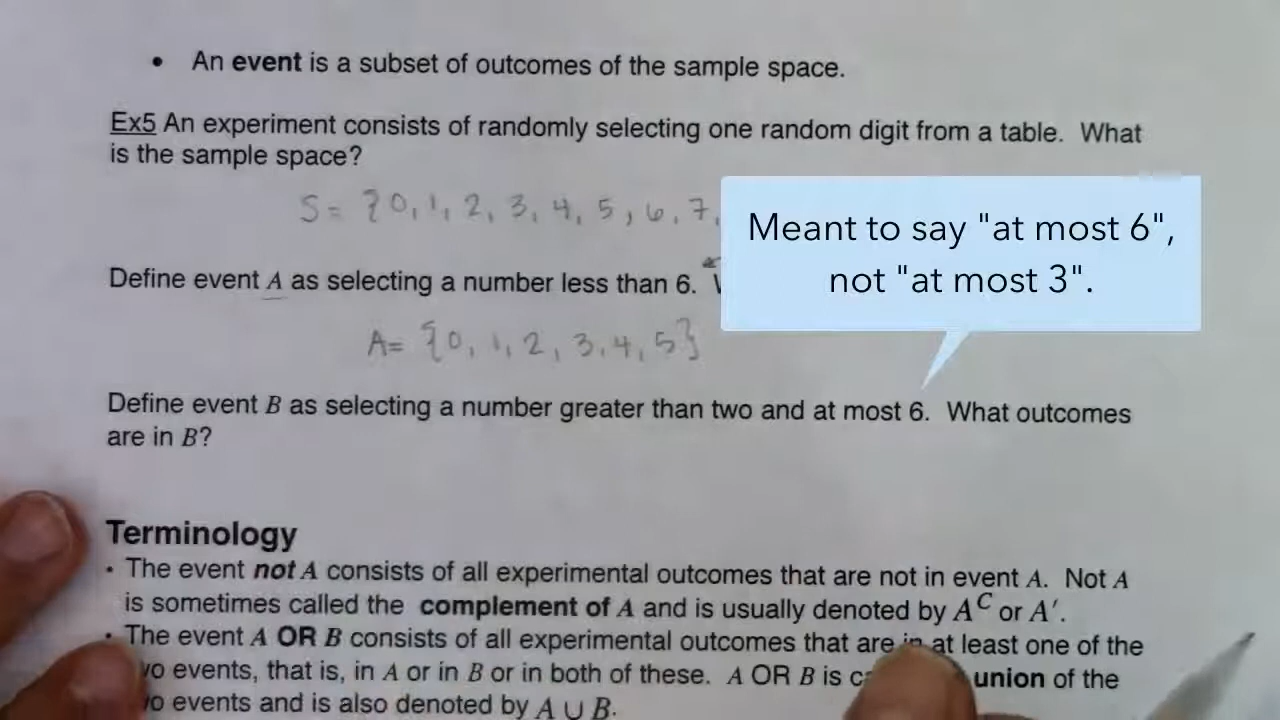 • An event is a subset of outcomes of the sample space.
Ex5 An experiment consists of randomly selecting one random digit from a table. What
is the sample space?
S= {0, 1, 2, 3, 4, 5, 6, 7,
Meant to say "at most 6",
not "at most 3".
Define event A as selecting a number less than 6.
A= {0, 1, 2, 3, 4, 5}
Define event B as selecting a number greater than two and at most 6. What outcomes
are in B?
Terminology
• The event not A consists of all experimental outcomes that are not in event A. Not A
is sometimes called the complement of A and is usually denoted by Aᶜ or A′.
• The event A OR B consists of all experimental outcomes that are in at least one of the
events, that is, in A or in B or in both of these. A OR B is union of the
events and is also denoted by A ∪ B.